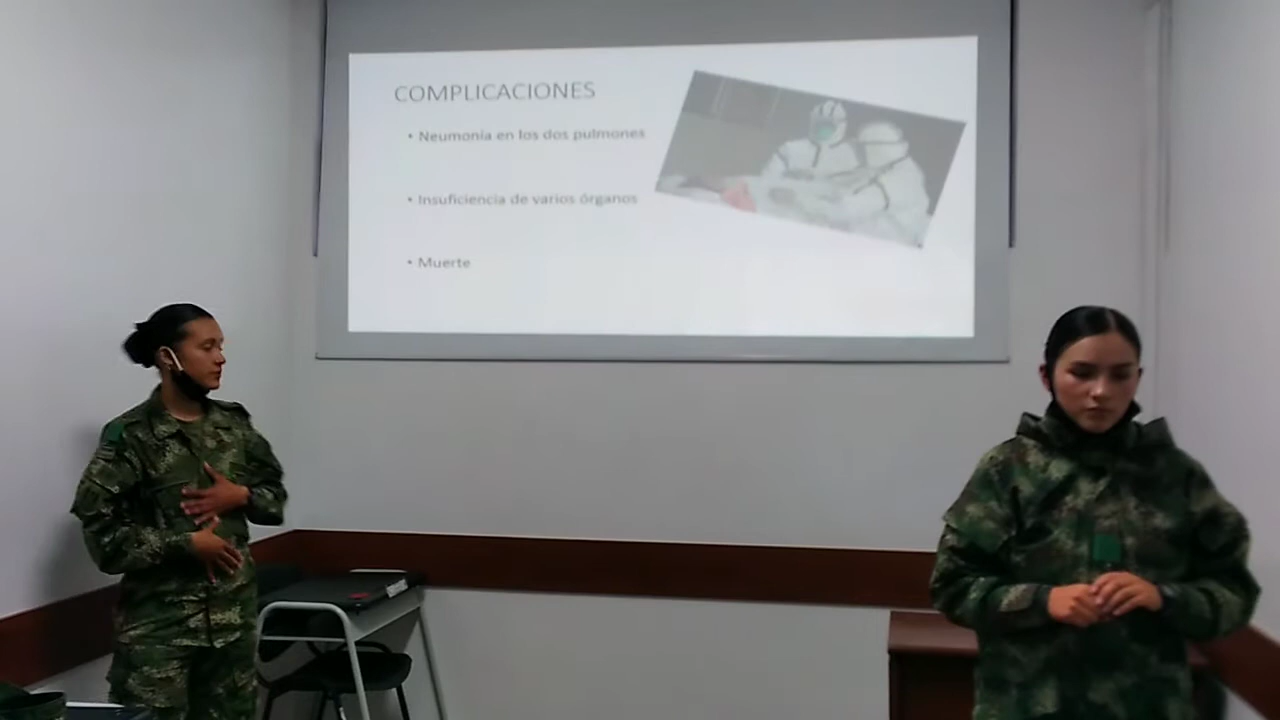 COMPLICACIONES
• Neumonía en los dos pulmones
• Insuficiencia de varios órganos
• Muerte